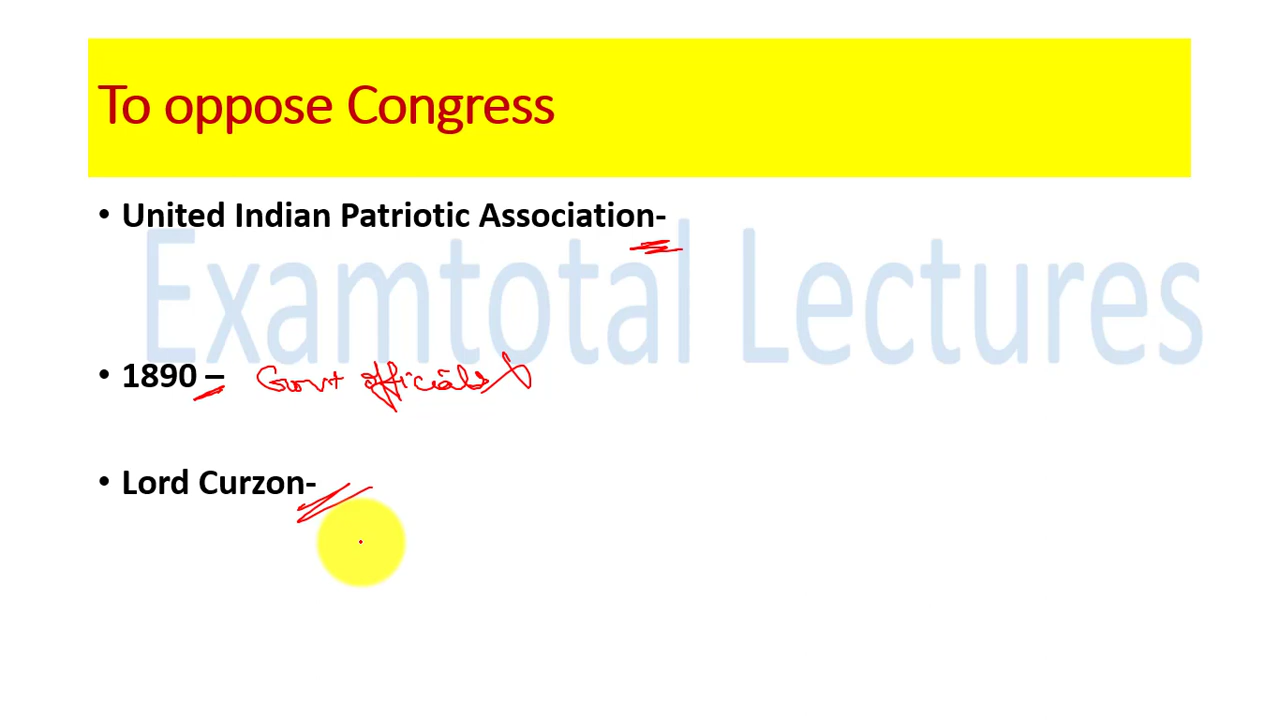 To oppose Congress
• United Indian Patriotic Association-
Examtotal Lectures
• 1890 – Govt officials
• Lord Curzon-